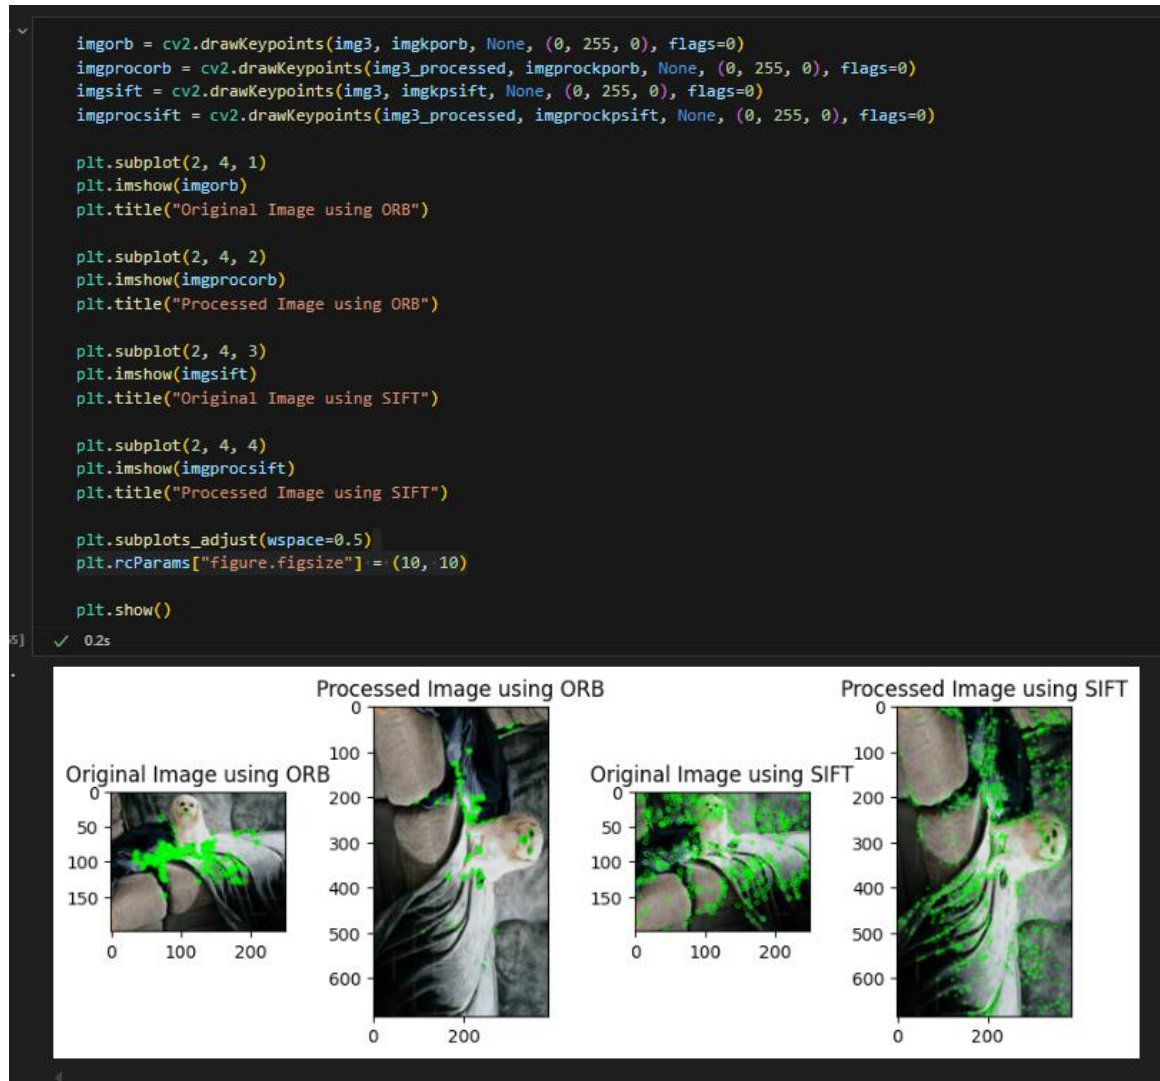 imgorb = cv2.drawKeypoints(img3, imgkporb, None, (0, 255, 0), flags=0)
imgprocorb = cv2.drawKeypoints(img3_processed, imgprockporb, None, (0, 255, 0), flags=0)
imgsift = cv2.drawKeypoints(img3, imgkpsift, None, (0, 255, 0), flags=0)
imgprocsift = cv2.drawKeypoints(img3_processed, imgprockpsift, None, (0, 255, 0), flags=0)
plt.subplot(2, 4, 1)
plt.imshow(imgorb)
plt.title("Original Image using ORB")
plt.subplot(2, 4, 2)
plt.imshow(imgprocorb)
plt.title("Processed Image using ORB")
plt.subplot(2, 4, 3)
plt.imshow(imgsift)
plt.title("Original Image using SIFT")
plt.subplot(2, 4, 4)
plt.imshow(imgprocsift)
plt.title("Processed Image using SIFT")
plt.subplots_adjust(wspace=0.5)
plt.rcParams["figure.figsize"] = (10, 10)
plt.show()
0.2s
Original Image using ORB
0
50
100
150
0 100 200
Processed Image using ORB
0
100
200
300
400
500
600
0 200
Original Image using SIFT
0
50
100
150
0 100 200
Processed Image using SIFT
0
100
200
300
400
500
600
0 200